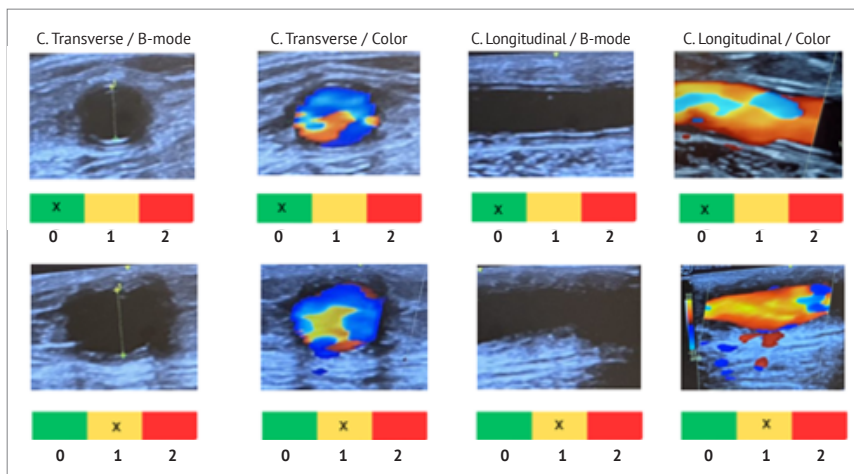 C. Transverse / B-mode C. Transverse / Color C. Longitudinal / B-mode C. Longitudinal / Color
X X X X
0 1 2 0 1 2 0 1 2 0 1 2
X X X X
0 1 2 0 1 2 0 1 2 0 1 2